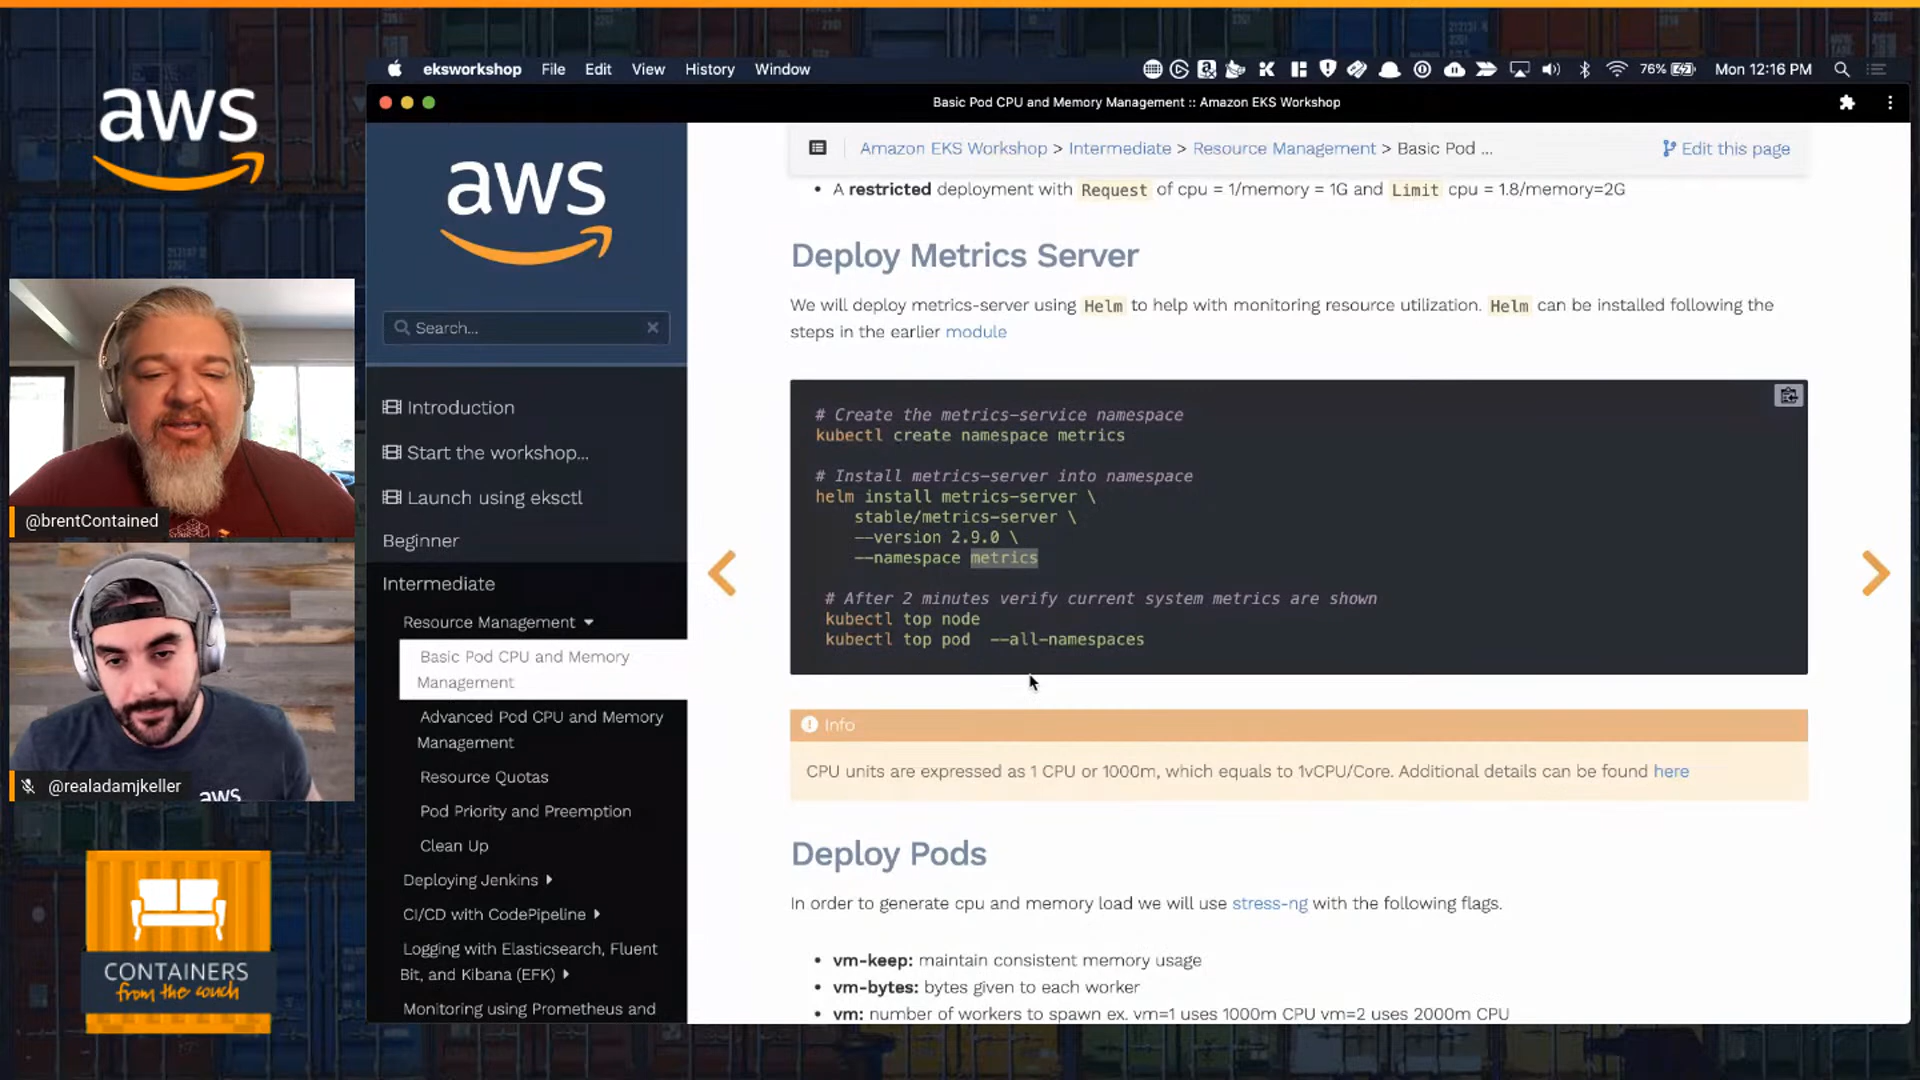 aws
eksworkshop File Edit View History Window
76%
Mon 12:16 PM
Basic Pod CPU and Memory Management :: Amazon EKS Workshop
aws
Search...
Introduction
Start the workshop...
Launch using eksctl
Beginner
Intermediate
Resource Management
Basic Pod CPU and Memory
Management
Advanced Pod CPU and Memory
Management
Resource Quotas
Pod Priority and Preemption
Clean Up
Deploying Jenkins
CI/CD with CodePipeline
Logging with Elasticsearch, Fluent
Bit, and Kibana (EFK)
Monitoring using Prometheus and
Amazon EKS Workshop > Intermediate > Resource Management > Basic Pod ...
Edit this page
• A restricted deployment with Request of cpu = 1/memory = 1G and Limit cpu = 1.8/memory=2G
Deploy Metrics Server
We will deploy metrics-server using Helm to help with monitoring resource utilization. Helm can be installed following the
steps in the earlier module
# Create the metrics-service namespace
kubectl create namespace metrics
# Install metrics-server into namespace
helm install metrics-server \
stable/metrics-server \
--version 2.9.0 \
--namespace metrics
# After 2 minutes verify current system metrics are shown
kubectl top node
kubectl top pod --all-namespaces
Info
CPU units are expressed as 1 CPU or 1000m, which equals to 1vCPU/Core. Additional details can be found here
Deploy Pods
In order to generate cpu and memory load we will use stress-ng with the following flags.
• vm-keep: maintain consistent memory usage
• vm-bytes: bytes given to each worker
• vm: number of workers to spawn ex. vm=1 uses 1000m CPU vm=2 uses 2000m CPU
@brentContained
@realadamjkeller
aws
CONTAINERS
from the couch